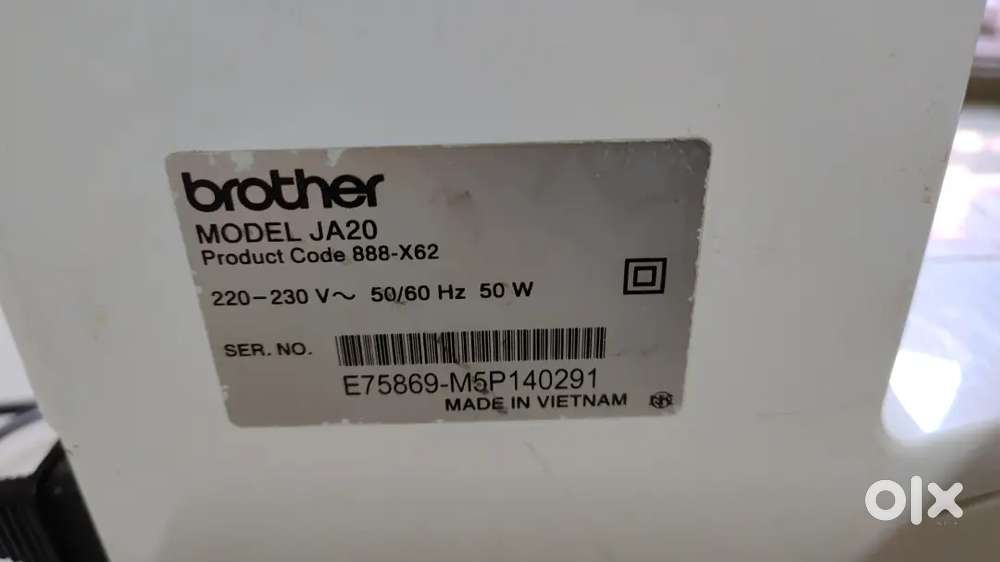 brother
MODEL JA20
Product Code 888-X62
220-230 V~ 50/60 Hz 50 W
SER. NO.
E75869-M5P140291
MADE IN VIETNAM
olx